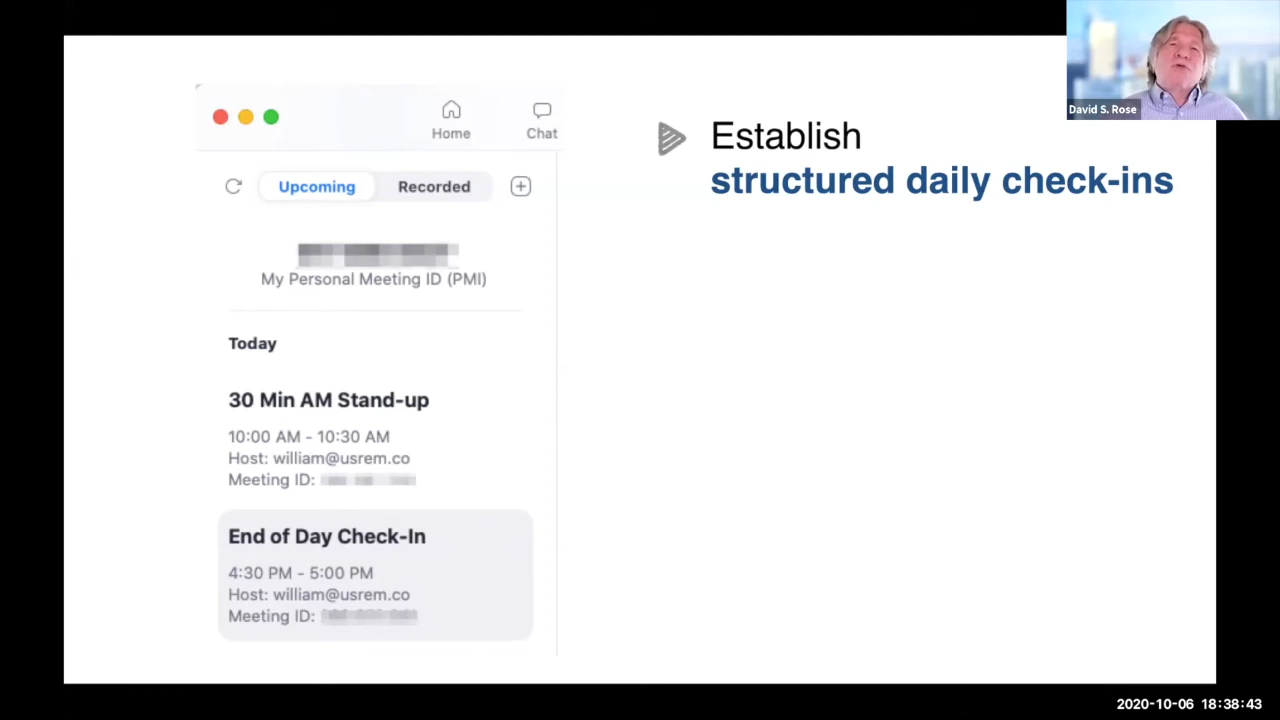 David S. Rose
Home
Chat
Establish
structured daily check-ins
Upcoming
Recorded
My Personal Meeting ID (PMI)
Today
30 Min AM Stand-up
10:00 AM - 10:30 AM
Host: william@usrem.co
Meeting ID:
End of Day Check-In
4:30 PM - 5:00 PM
Host: william@usrem.co
Meeting ID:
2020-10-06 18:38:43